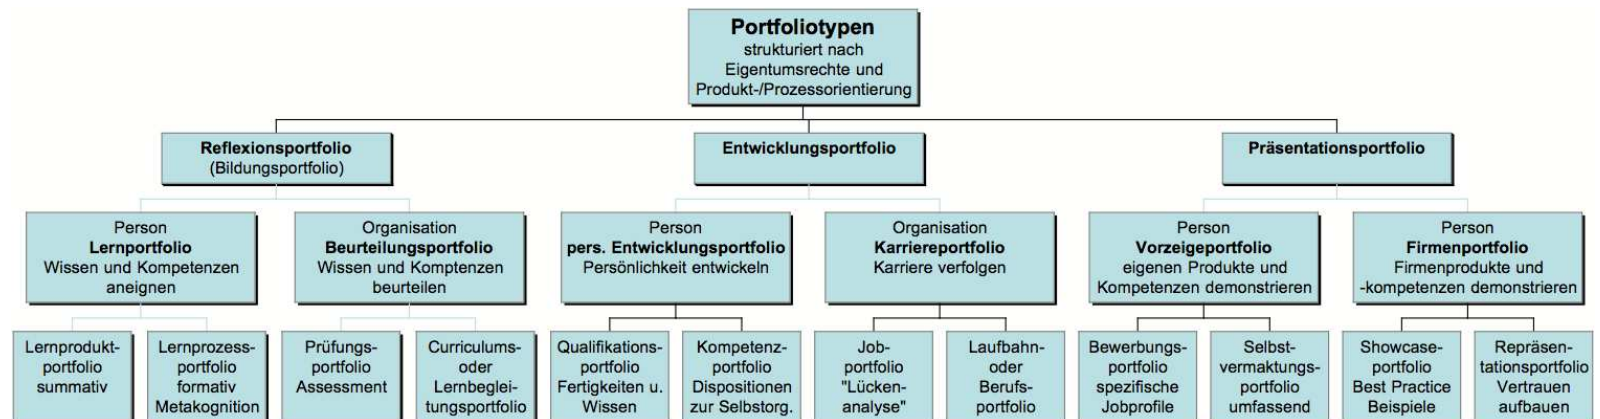 Portfoliotypen
strukturiert nach
Eigentumsrechte und
Produkt-/Prozessorientierung
Reflexionsportfolio
(Bildungsportfolio)
Entwicklungsportfolio
Präsentationsportfolio
Person
Lernportfolio
Wissen und Kompetenzen
aneignen
Organisation
Beurteilungsportfolio
Wissen und Komptenzen
beurteilen
Person
pers. Entwicklungsportfolio
Persönlichkeit entwickeln
Organisation
Karriereportfolio
Karriere verfolgen
Person
Vorzeigeportfolio
eigenen Produkte und
Kompetenzen demonstrieren
Person
Firmenportfolio
Firmenprodukte und
-kompetenzen demonstrieren
Lernprodukt-
portfolio
summativ
Lernprozess-
portfolio
formativ
Metakognition
Prüfungs-
portfolio
Assessment
Curriculums-
oder
Lernbeglei-
tungsportfolio
Qualifikations-
portfolio
Fertigkeiten u.
Wissen
Kompetenz-
portfolio
Dispositionen
zur Selbstorg.
Job-
portfolio
"Lücken-
analyse"
Laufbahn-
oder
Berufs-
portfolio
Bewerbungs-
portfolio
spezifische
Jobprofile
Selbst-
vermaktungs-
portfolio
umfassend
Showcase-
portfolio
Best Practice
Beispiele
Repräsen-
tationsportfolio
Vertrauen
aufbauen